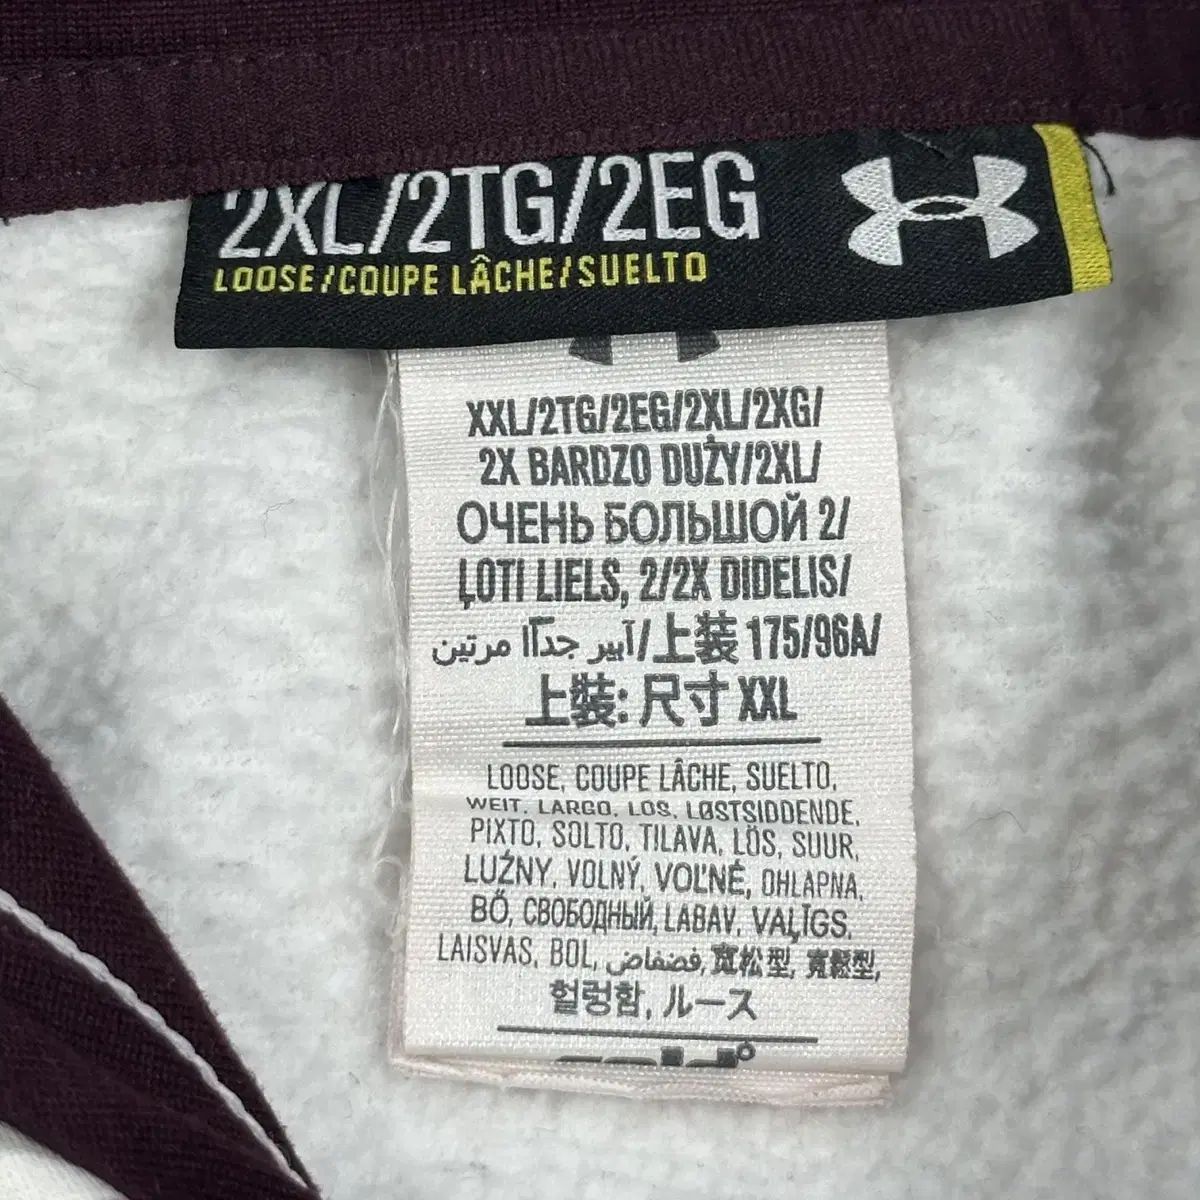 2XL/2TG/2EG
LOOSE/COUPE LÂCHE/SUELTO
XXL/2TG/2EG/2XL/2XG/
2X BARDZO DUŻY/2XL/
ОЧЕНЬ БОЛЬШОЙ 2/
ĻOTI LIELS, 2/2X DIDELIS/
جداً مرتين/上装 175/96A/
上裝: 尺寸 XXL
LOOSE, COUPE LÂCHE, SUELTO,
WEIT, LARGO, LOS, LØSTSIDDENDE,
PIXTO, SOLTO, TILAVA, LÖS, SUUR,
LUŹNY, VOLNÝ, VOĽNÉ, OHLAPNA,
BŐ, СВОБОДНЫЙ, LABAV, VAĻĪGS,
LAISVAS, BOL, فضفاض, 宽松型, 寬鬆型,
헐렁함, ルース